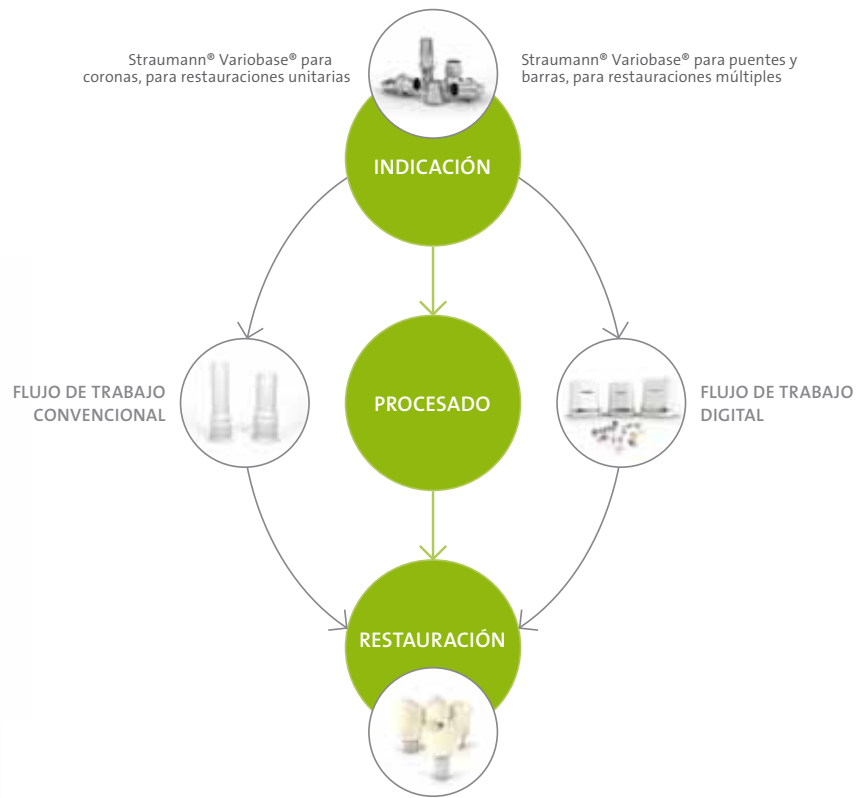 Straumann® Variobase® para
coronas, para restauraciones unitarias
Straumann® Variobase® para puentes y
barras, para restauraciones múltiples
INDICACIÓN
FLUJO DE TRABAJO
CONVENCIONAL
PROCESADO
FLUJO DE TRABAJO
DIGITAL
RESTAURACIÓN